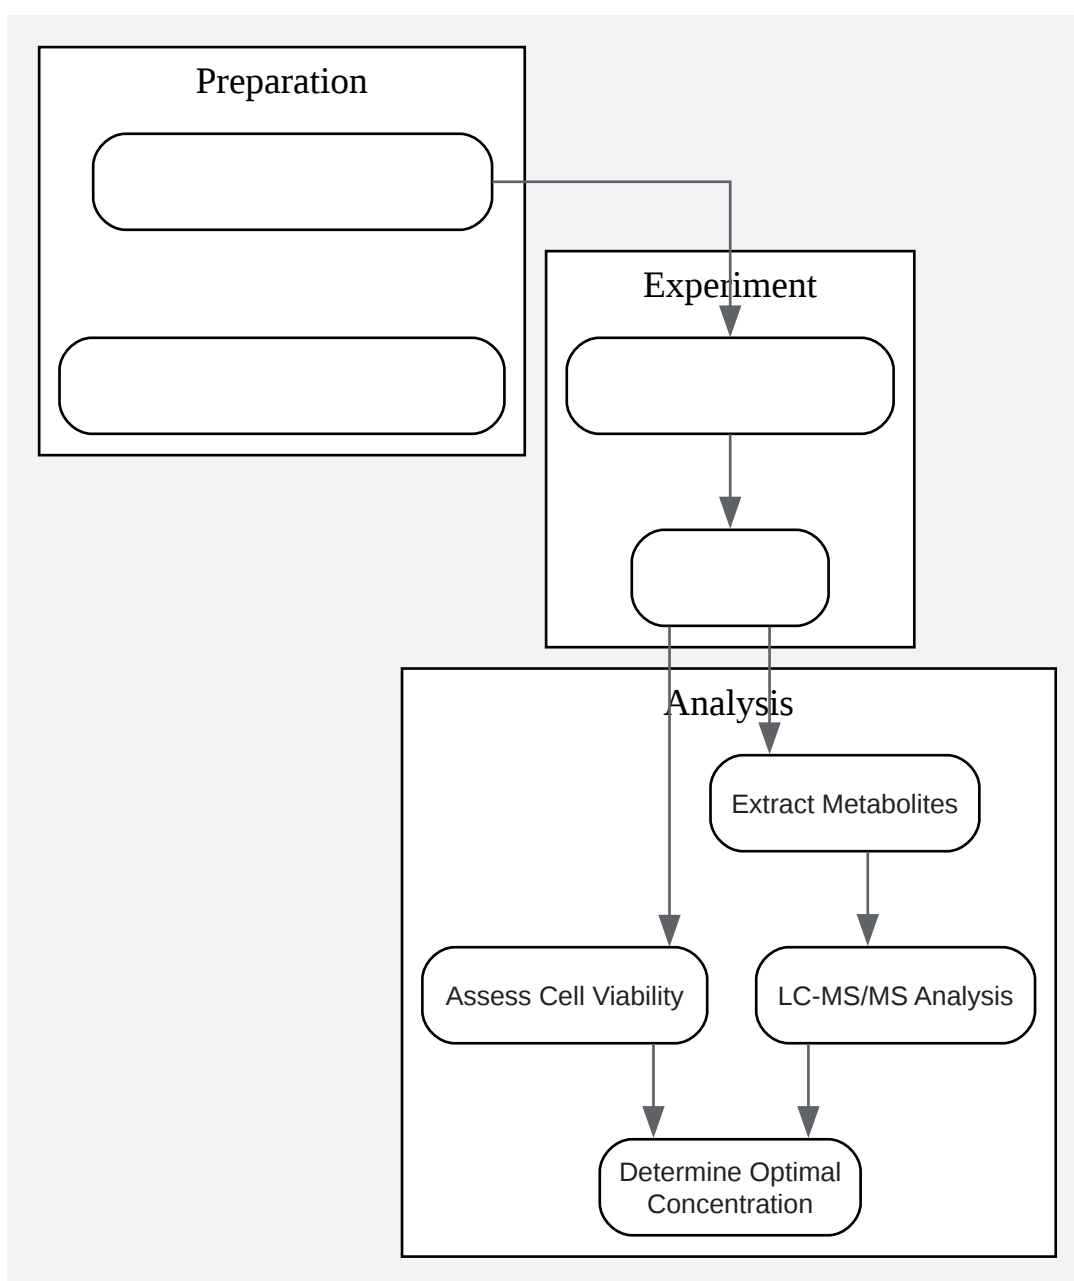 Preparation
Experiment
Analysis
Extract Metabolites
Assess Cell Viability
LC-MS/MS Analysis
Determine Optimal
Concentration